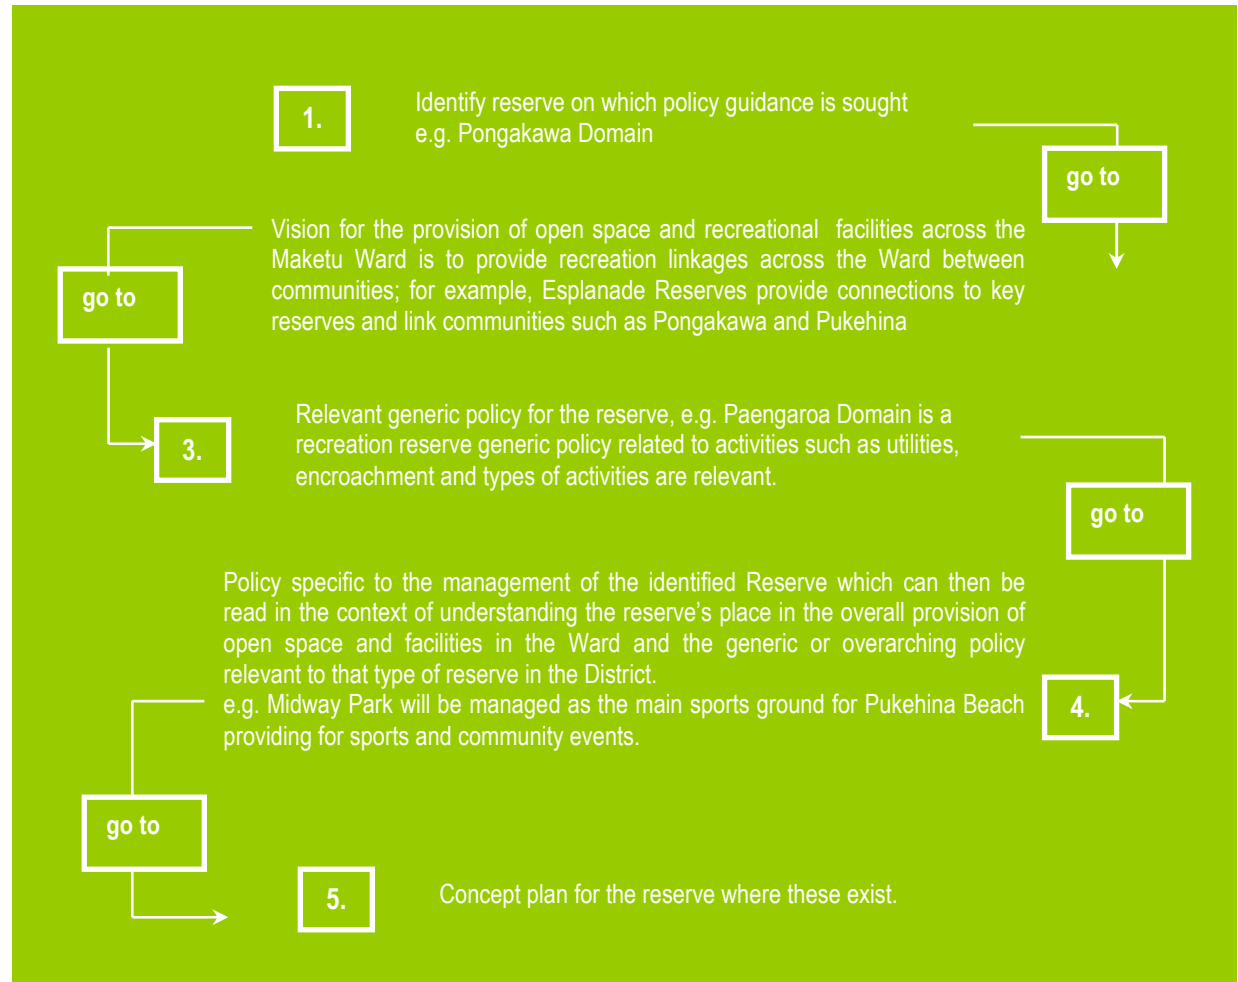 1.
Identify reserve on which policy guidance is sought
e.g. Pongakawa Domain
go to
Vision for the provision of open space and recreational facilities across the
Maketu Ward is to provide recreation linkages across the Ward between
communities; for example, Esplanade Reserves provide connections to key
reserves and link communities such as Pongakawa and Pukehina
go to
3.
Relevant generic policy for the reserve, e.g. Paengaroa Domain is a
recreation reserve generic policy related to activities such as utilities,
encroachment and types of activities are relevant.
go to
Policy specific to the management of the identified Reserve which can then be
read in the context of understanding the reserve's place in the overall provision of
open space and facilities in the Ward and the generic or overarching policy
relevant to that type of reserve in the District.
e.g. Midway Park will be managed as the main sports ground for Pukehina Beach
providing for sports and community events.
4.
go to
5.
Concept plan for the reserve where these exist.